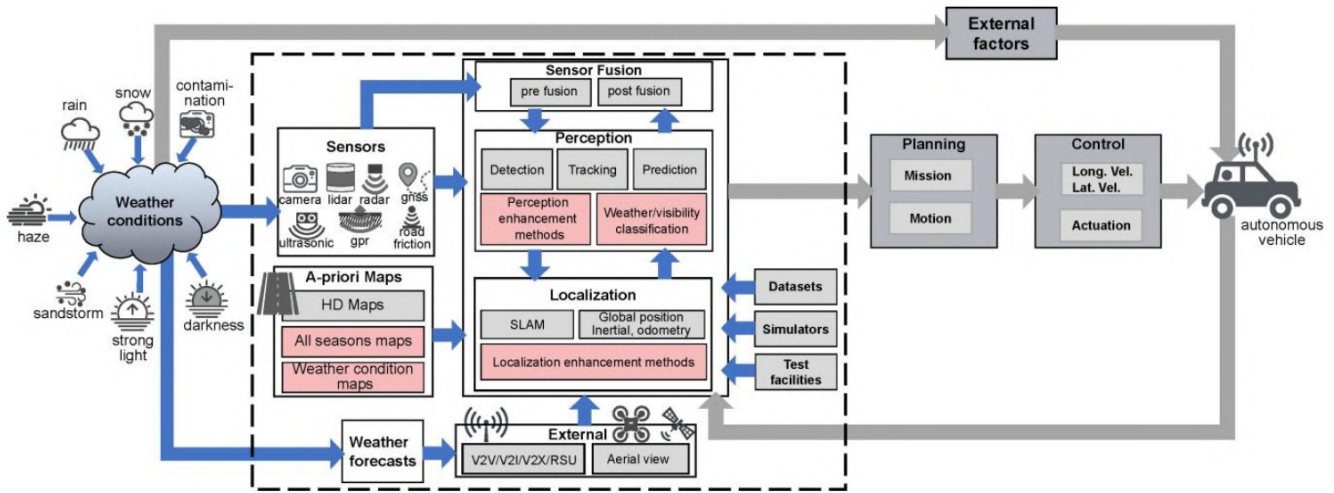 External
factors
rain
snow
contami-
nation
haze
Weather
conditions
sandstorm
strong
light
darkness
Sensors
camera
lidar
radar
gnss
ultrasonic
gpr
road
friction
A-priori Maps
HD Maps
All seasons maps
Weather condition
maps
Weather
forecasts
Sensor Fusion
pre fusion
post fusion
Perception
Detection
Tracking
Prediction
Perception
enhancement
methods
Weather/visibility
classification
Localization
SLAM
Global position
Inertial, odometry
Localization enhancement methods
External
V2V/V2I/V2X/RSU
Aerial view
Datasets
Simulators
Test
facilities
Planning
Mission
Motion
Control
Long. Vel.
Lat. Vel.
Actuation
autonomous
vehicle